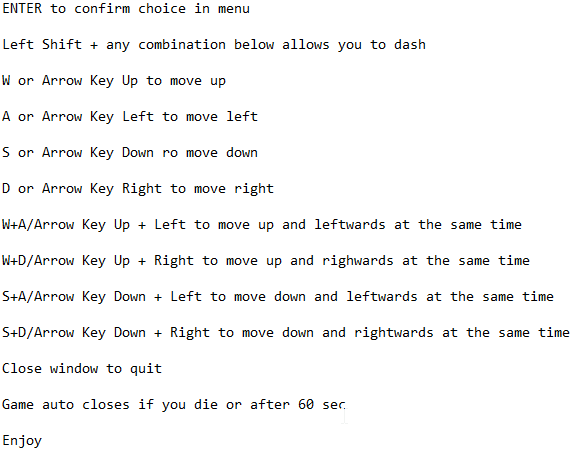 ENTER to confirm choice in menu
Left Shift + any combination below allows you to dash
W or Arrow Key Up to move up
A or Arrow Key Left to move left
S or Arrow Key Down ro move down
D or Arrow Key Right to move right
W+A/Arrow Key Up + Left to move up and leftwards at the same time
W+D/Arrow Key Up + Right to move up and righwards at the same time
S+A/Arrow Key Down + Left to move down and leftwards at the same time
S+D/Arrow Key Down + Right to move down and rightwards at the same time
Close window to quit
Game auto closes if you die or after 60 sec
Enjoy